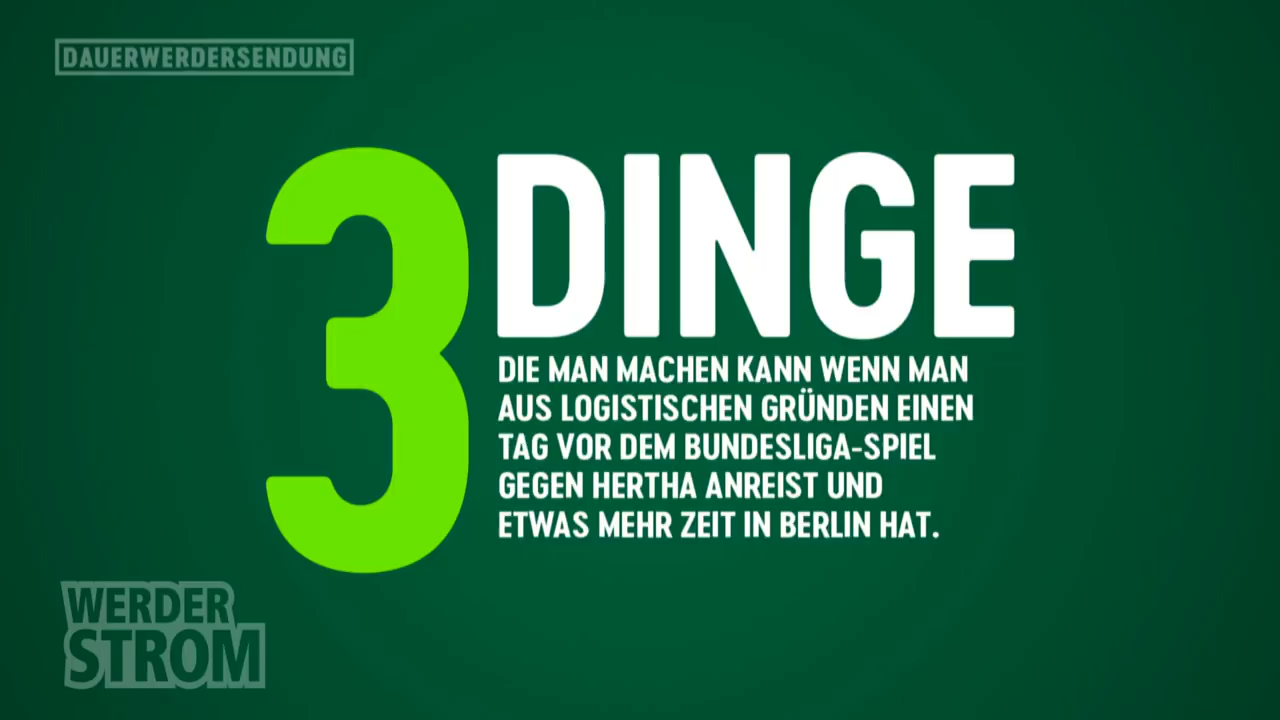 DAUERWERDERSENDUNG
3 DINGE
DIE MAN MACHEN KANN WENN MAN
AUS LOGISTISCHEN GRÜNDEN EINEN
TAG VOR DEM BUNDESLIGA-SPIEL
GEGEN HERTHA ANREIST UND
ETWAS MEHR ZEIT IN BERLIN HAT.
WERDER
STROM